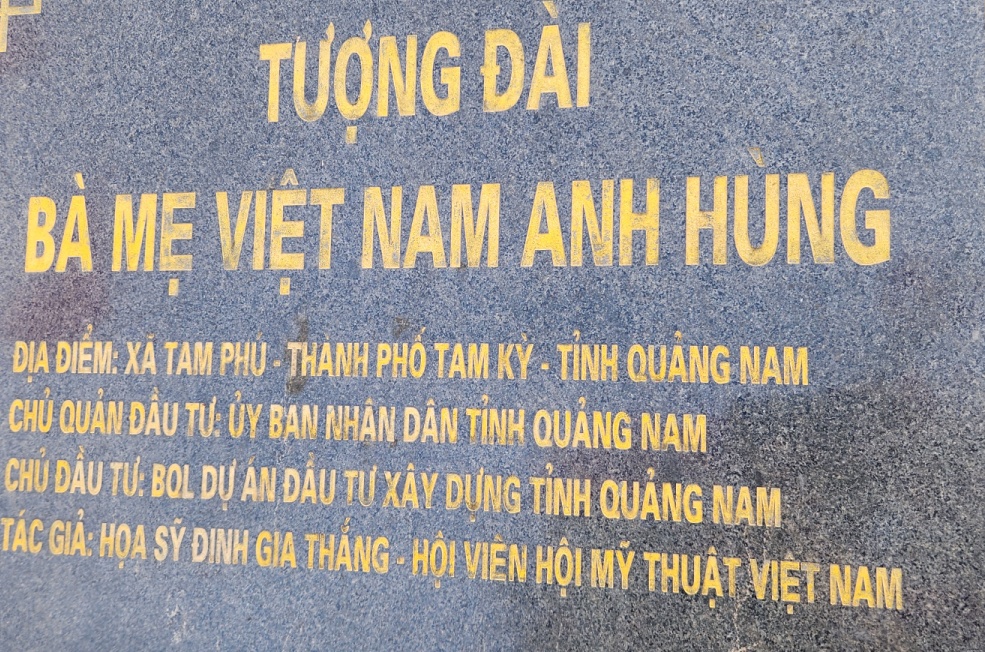 TƯỢNG ĐÀI
BÀ MẸ VIỆT NAM ANH HÙNG
ĐỊA ĐIỂM: XÃ TAM PHÚ - THÀNH PHỐ TAM KỲ - TỈNH QUẢNG NAM
CHỦ QUẢN ĐẦU TƯ: ỦY BAN NHÂN DÂN TỈNH QUẢNG NAM
CHỦ ĐẦU TƯ: BQL DỰ ÁN ĐẦU TƯ XÂY DỰNG TỈNH QUẢNG NAM
TÁC GIẢ: HỌA SỸ ĐINH GIA THẮNG - HỘI VIÊN HỘI MỸ THUẬT VIỆT NAM